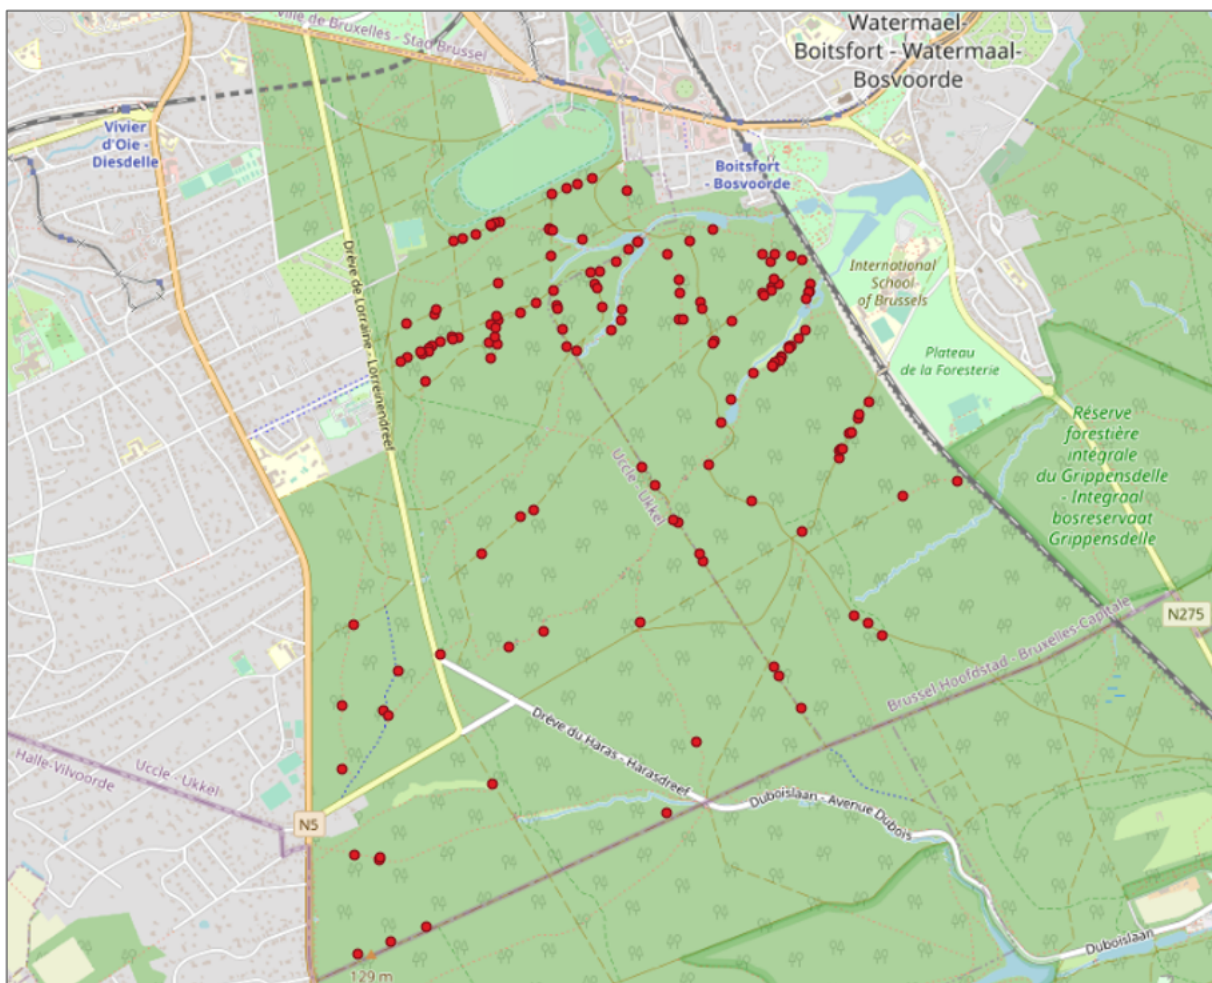 Ville de Bruxelles - Stad Brussel
Watermael-
Boitsfort - Watermaal-
Bosvoorde
Vivier
d'Oie -
Diesdelle
Boitsfort
- Bosvoorde
Drève de Lorraine - Lorreinendreef
International
School
of Brussels
Plateau
de la Foresterie
Réserve
forestière
intégrale
du Grippensdelle
- Integraal
bosreservaat
Grippensdelle
Uccle - Ukkel
N275
Brussel Hoofdstad - Bruxelles-Capitale
Drève du Haras - Harasdreef
Uccle - Ukkel
Halle-Vilvoorde
Duboislaan - Avenue Dubois
N5
Duboislaan
129 m